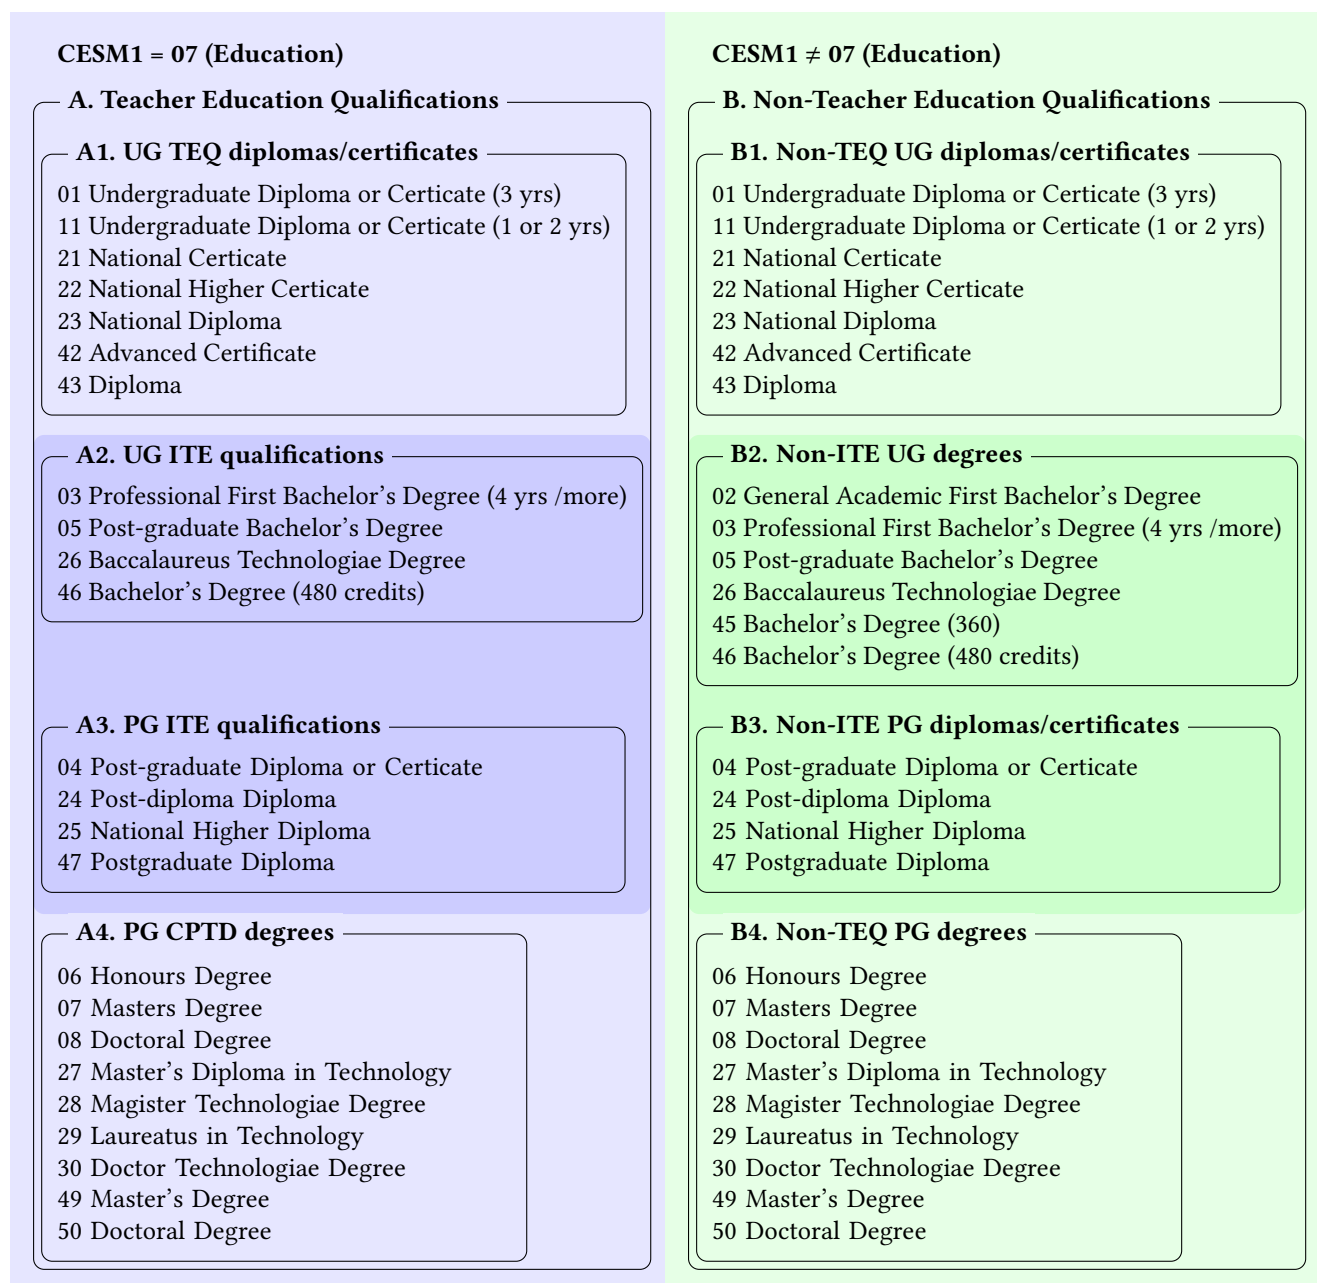 CESM1 = 07 (Education)
A. Teacher Education Qualifications
A1. UG TEQ diplomas/certificates
01 Undergraduate Diploma or Certicate (3 yrs)
11 Undergraduate Diploma or Certicate (1 or 2 yrs)
21 National Certicate
22 National Higher Certicate
23 National Diploma
42 Advanced Certificate
43 Diploma
A2. UG ITE qualifications
03 Professional First Bachelor’s Degree (4 yrs /more)
05 Post-graduate Bachelor’s Degree
26 Baccalaureus Technologiae Degree
46 Bachelor’s Degree (480 credits)
A3. PG ITE qualifications
04 Post-graduate Diploma or Certicate
24 Post-diploma Diploma
25 National Higher Diploma
47 Postgraduate Diploma
A4. PG CPTD degrees
06 Honours Degree
07 Masters Degree
08 Doctoral Degree
27 Master’s Diploma in Technology
28 Magister Technologiae Degree
29 Laureatus in Technology
30 Doctor Technologiae Degree
49 Master’s Degree
50 Doctoral Degree
CESM1 ≠ 07 (Education)
B. Non-Teacher Education Qualifications
B1. Non-TEQ UG diplomas/certificates
01 Undergraduate Diploma or Certicate (3 yrs)
11 Undergraduate Diploma or Certicate (1 or 2 yrs)
21 National Certicate
22 National Higher Certicate
23 National Diploma
42 Advanced Certificate
43 Diploma
B2. Non-ITE UG degrees
02 General Academic First Bachelor’s Degree
03 Professional First Bachelor’s Degree (4 yrs /more)
05 Post-graduate Bachelor’s Degree
26 Baccalaureus Technologiae Degree
45 Bachelor’s Degree (360)
46 Bachelor’s Degree (480 credits)
B3. Non-ITE PG diplomas/certificates
04 Post-graduate Diploma or Certicate
24 Post-diploma Diploma
25 National Higher Diploma
47 Postgraduate Diploma
B4. Non-TEQ PG degrees
06 Honours Degree
07 Masters Degree
08 Doctoral Degree
27 Master’s Diploma in Technology
28 Magister Technologiae Degree
29 Laureatus in Technology
30 Doctor Technologiae Degree
49 Master’s Degree
50 Doctoral Degree